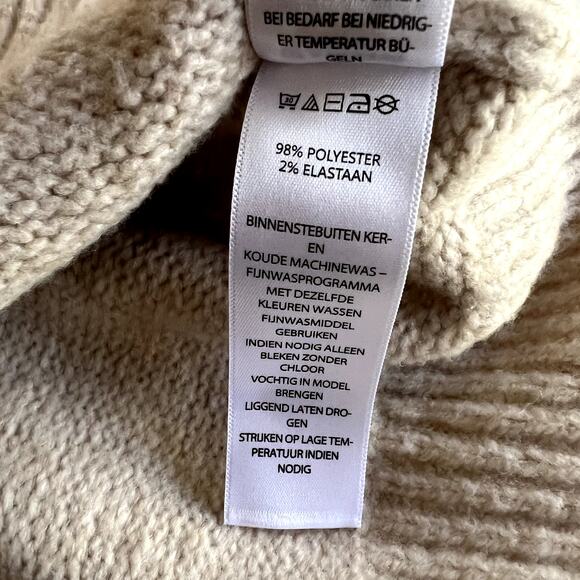 BEI BEDARF BEI NIEDRIG-
ER TEMPERATUR BÜ-
GELN
30
98% POLYESTER
2% ELASTAAN
BINNENSTEBUITEN KER-
EN
KOUDE MACHINEWAS –
FIJNWASPROGRAMMA
MET DEZELFDE
KLEUREN WASSEN
FIJNWASMIDDEL
GEBRUIKEN
INDIEN NODIG ALLEEN
BLEKEN ZONDER
CHLOOR
VOCHTIG IN MODEL
BRENGEN
LIGGEND LATEN DRO-
GEN
STRIJKEN OP LAGE TEM-
PERATUUR INDIEN
NODIG